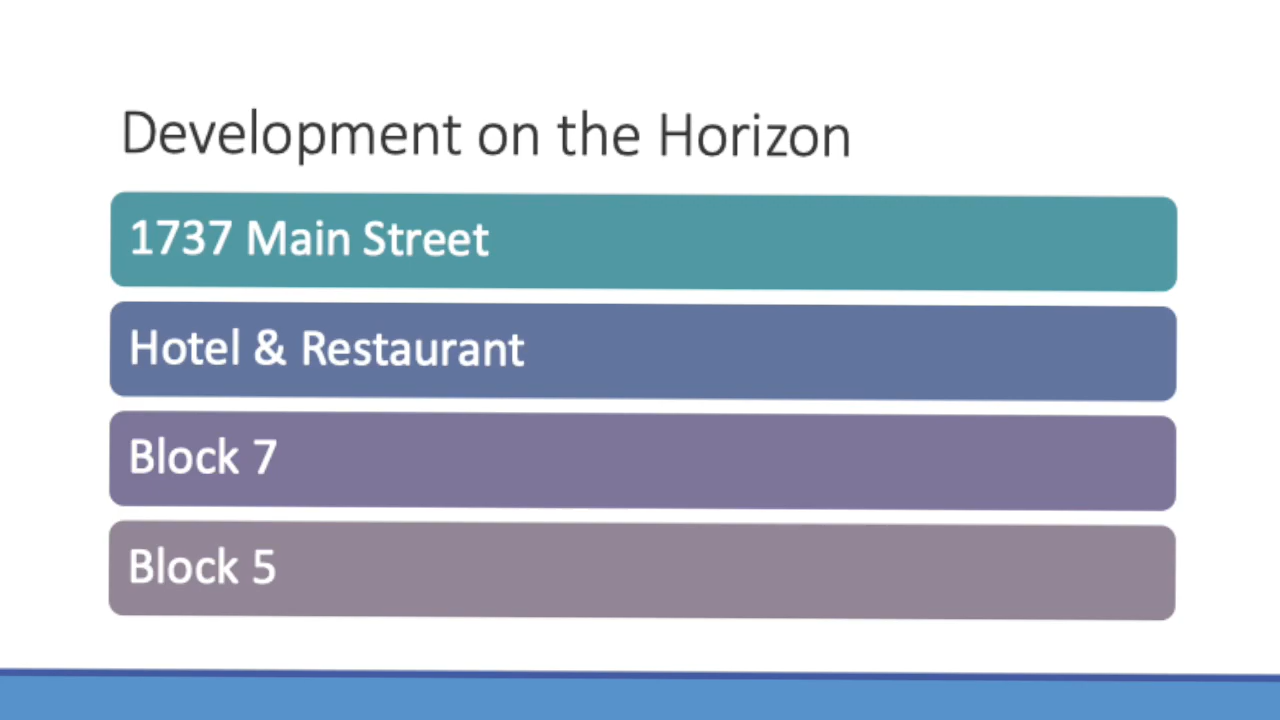 Development on the Horizon
1737 Main Street
Hotel & Restaurant
Block 7
Block 5